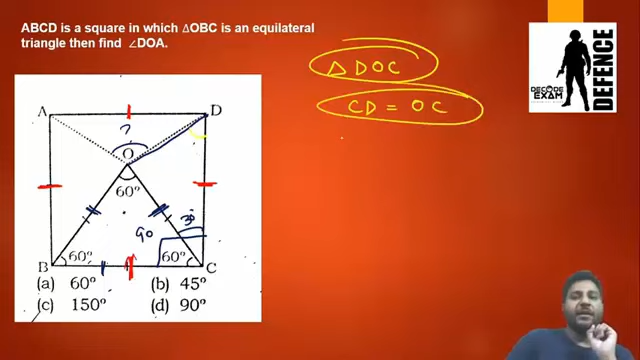 ABCD is a square in which ΔOBC is an equilateral
triangle then find ∠DOA.
Δ DOC
CD = OC
DECODE
EXAM
DEFENCE
A
D
?
O
60°
30
90
60°
60°
B
C
(a) 60° (b) 45°
(c) 150° (d) 90°